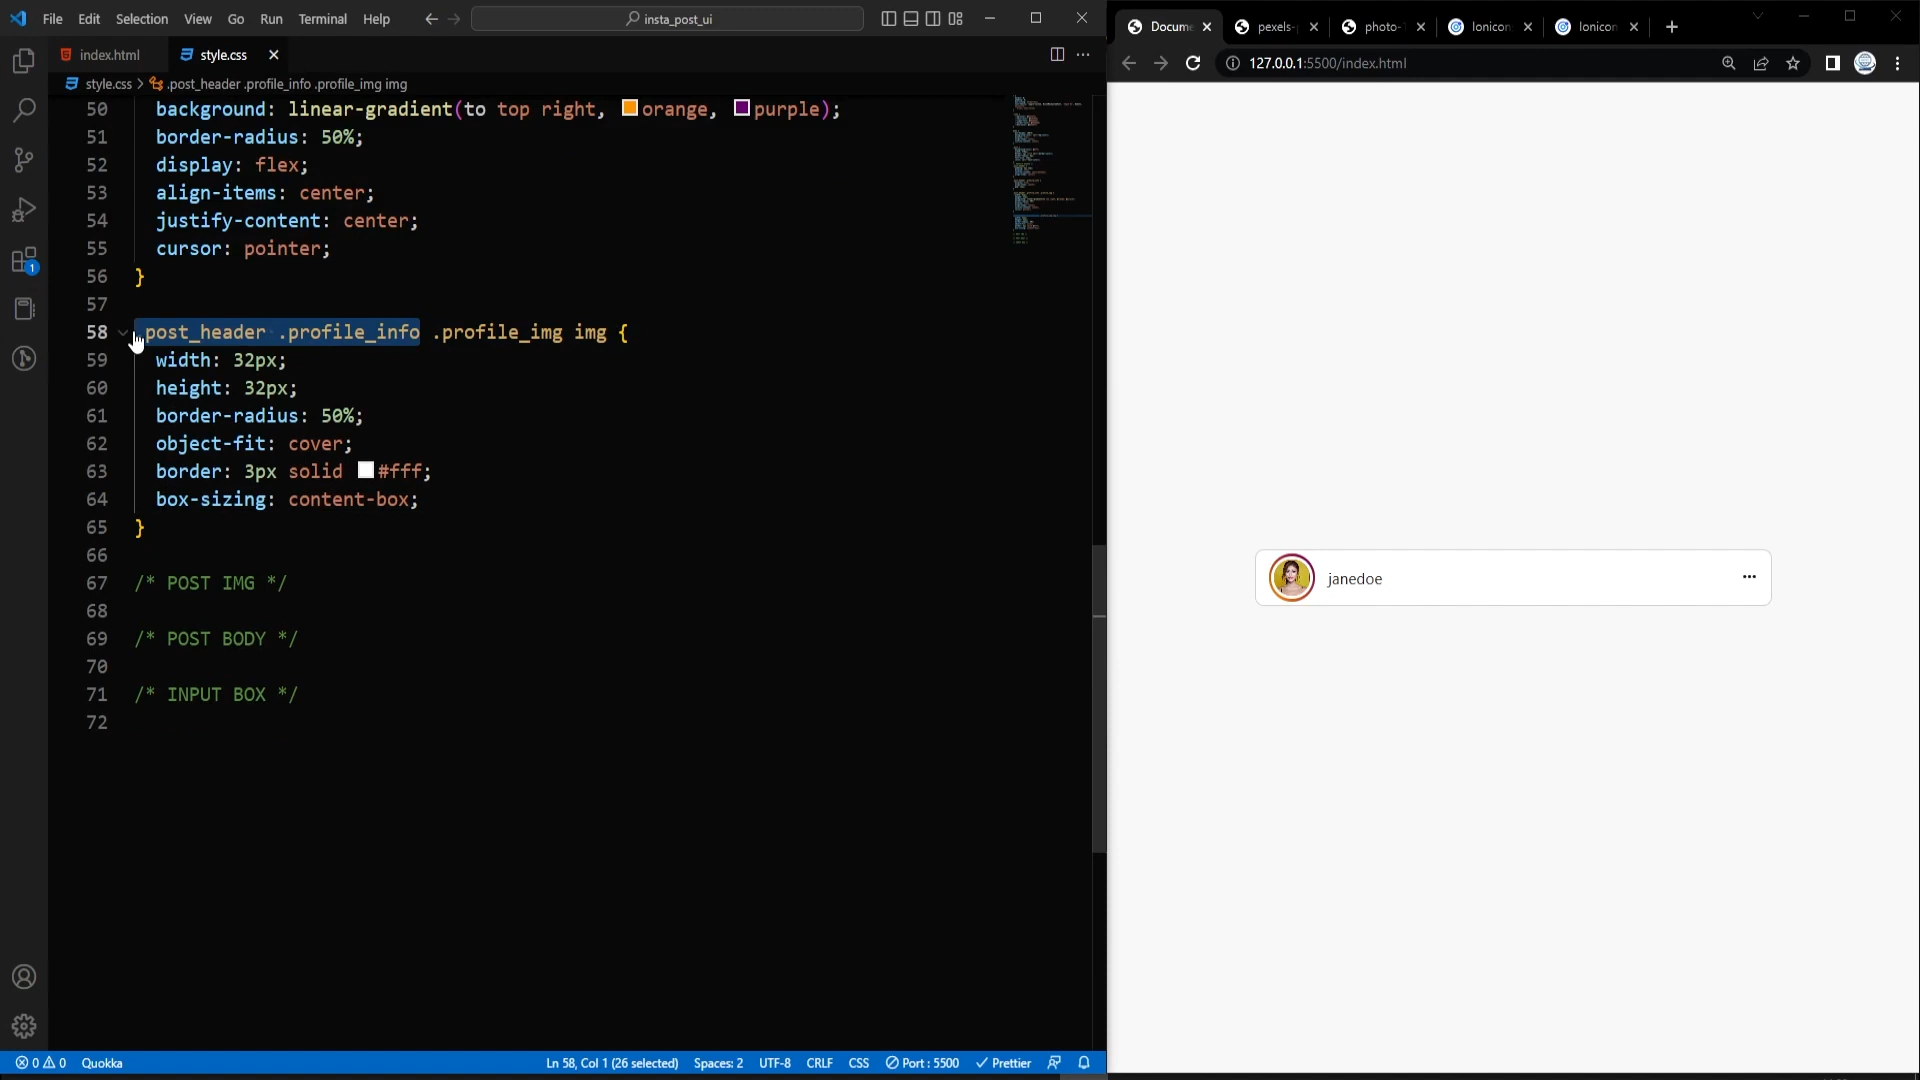 File Edit Selection View Go Run Terminal Help
insta_post_ui
index.html
style.css
style.css > .post_header .profile_info .profile_img img
50 background: linear-gradient(to top right, orange, purple);
51 border-radius: 50%;
52 display: flex;
53 align-items: center;
54 justify-content: center;
55 cursor: pointer;
56 }
57
58 .post_header .profile_info .profile_img img {
59 width: 32px;
60 height: 32px;
61 border-radius: 50%;
62 object-fit: cover;
63 border: 3px solid #fff;
64 box-sizing: content-box;
65 }
66
67 /* POST IMG */
68
69 /* POST BODY */
70
71 /* INPUT BOX */
72
1
0 0 Quokka
Ln 58, Col 1 (26 selected) Spaces: 2 UTF-8 CRLF CSS Port : 5500 Prettier
Docume pexels- photo- Ionicon Ionicon
127.0.0.1:5500/index.html
janedoe